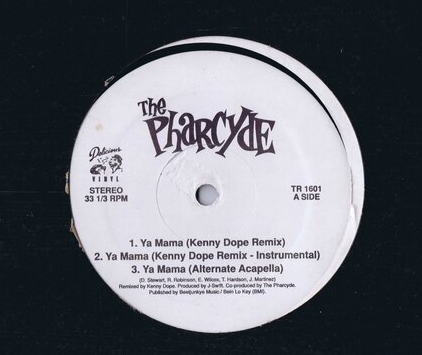 The
PHARCYDE
Delicious
VINYL
STEREO
33 1/3 RPM
TR 1601
A SIDE
1. Ya Mama (Kenny Dope Remix)
2. Ya Mama (Kenny Dope Remix - Instrumental)
3. Ya Mama (Alternate Acapella)
(D. Stewart, R. Robinson, E. Wilcox, T. Hardson, J. Martinez)
Remixed by Kenny Dope. Produced by J-Swift. Co-produced by The Pharcyde.
Published by Beetjunkye Music / Sein Lo Key (BMI).